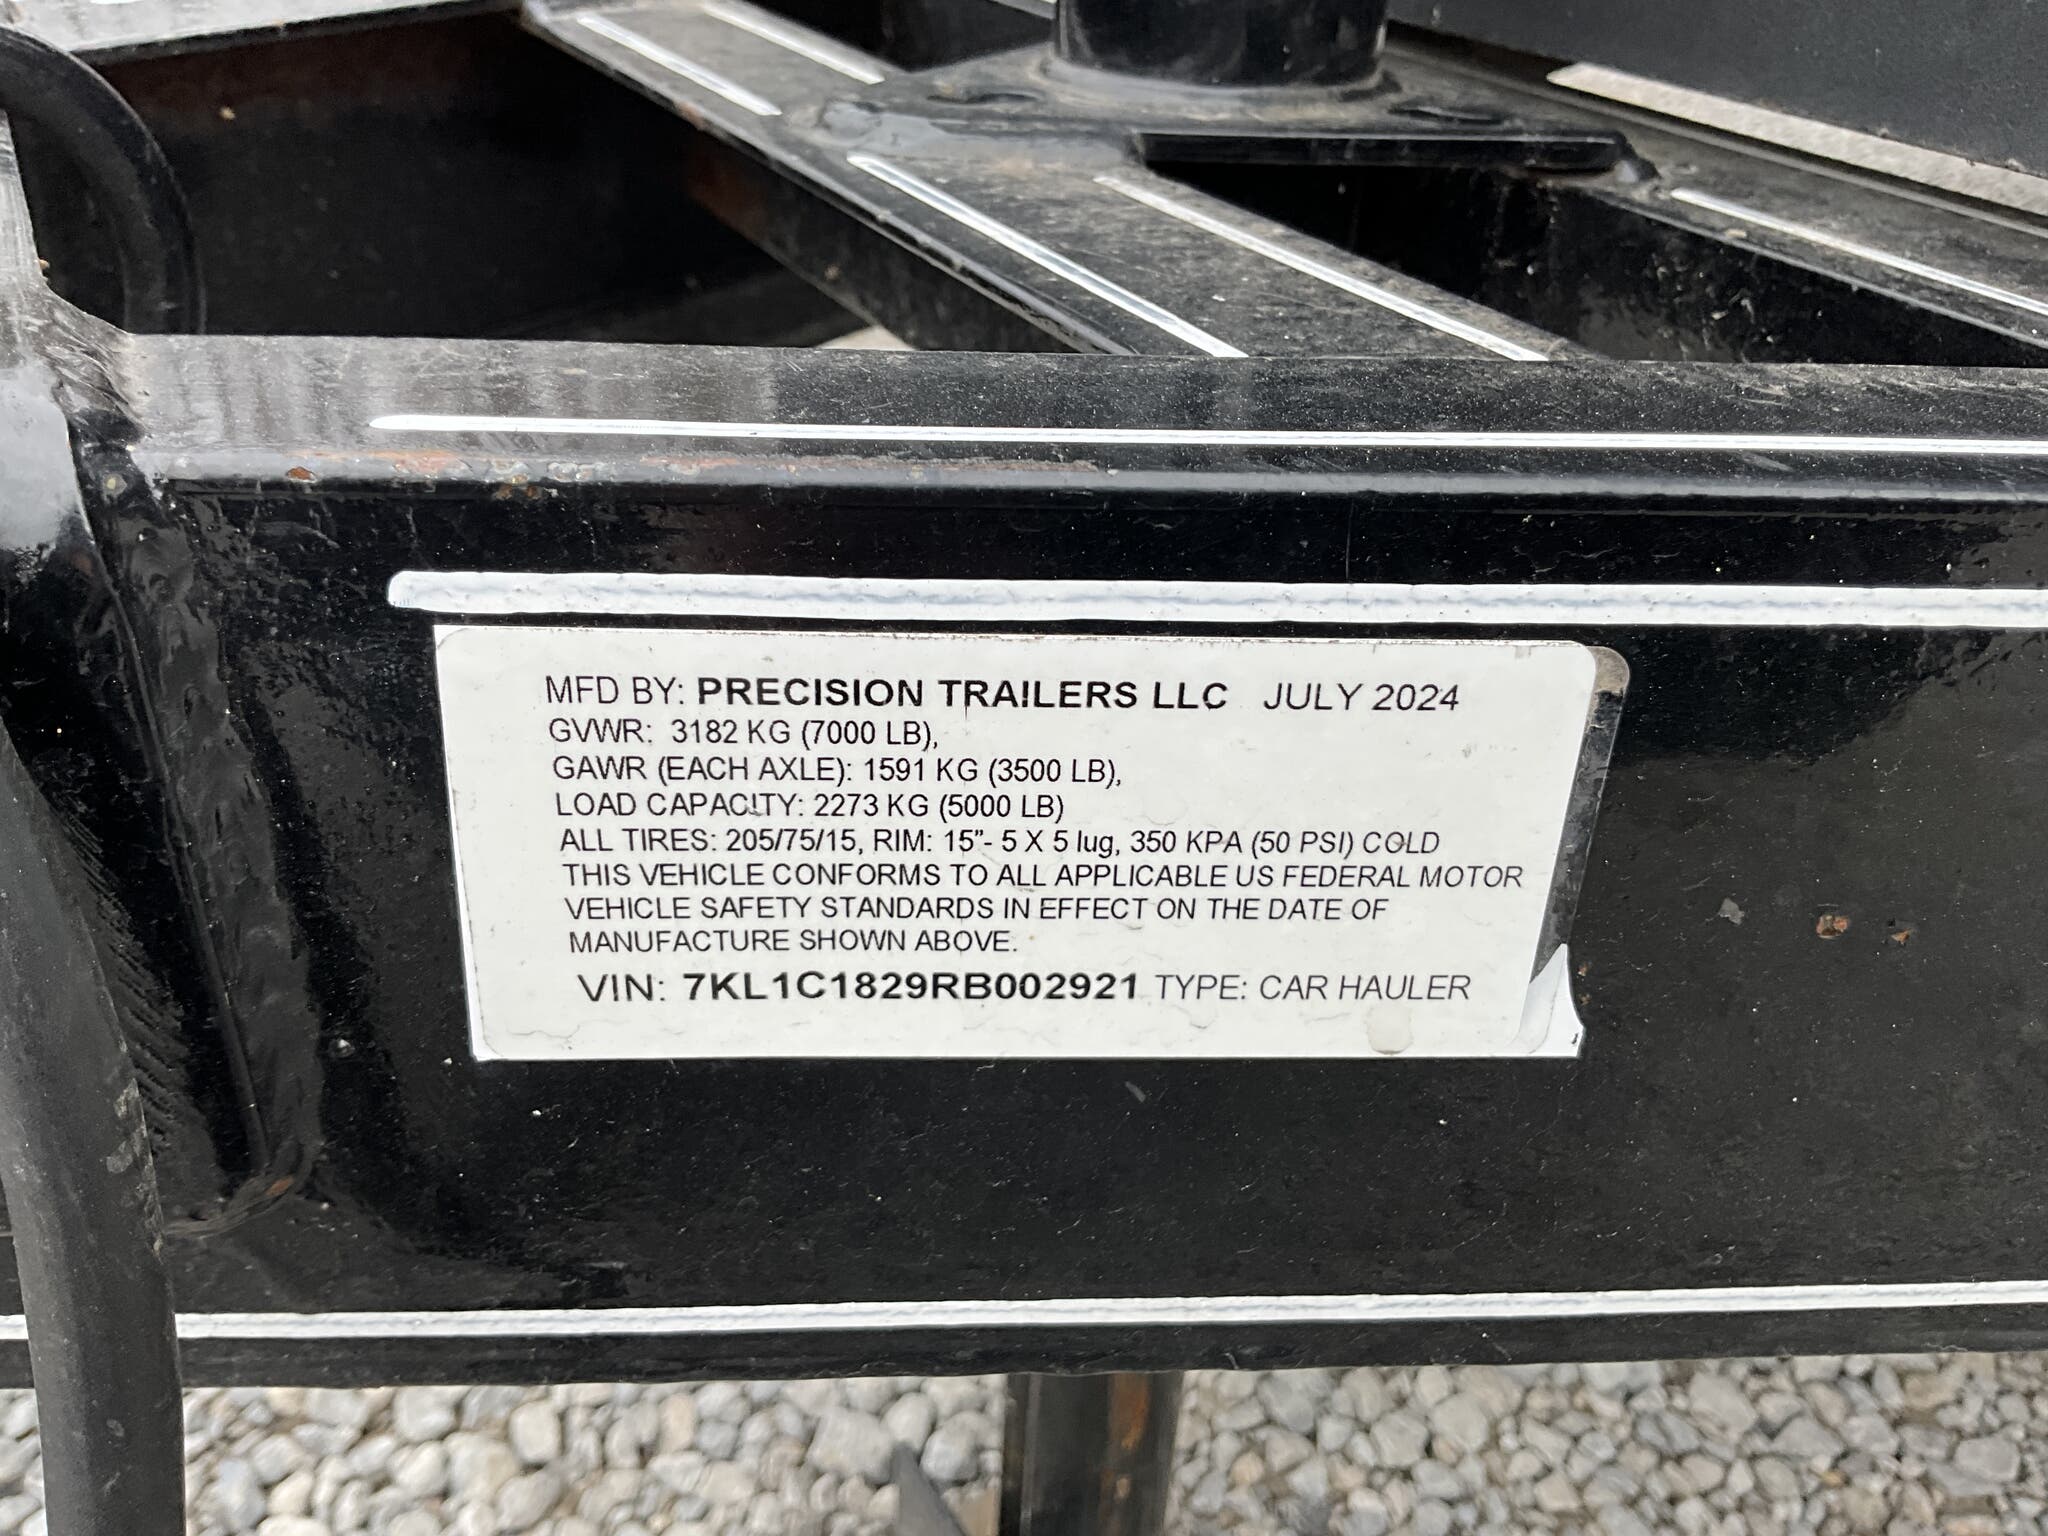 MFD BY: PRECISION TRAILERS LLC JULY 2024
GVWR: 3182 KG (7000 LB),
GAWR (EACH AXLE): 1591 KG (3500 LB),
LOAD CAPACITY: 2273 KG (5000 LB)
ALL TIRES: 205/75/15, RIM: 15"- 5 X 5 lug, 350 KPA (50 PSI) COLD
THIS VEHICLE CONFORMS TO ALL APPLICABLE US FEDERAL MOTOR
VEHICLE SAFETY STANDARDS IN EFFECT ON THE DATE OF
MANUFACTURE SHOWN ABOVE.
VIN: 7KL1C1829RB002921 TYPE: CAR HAULER